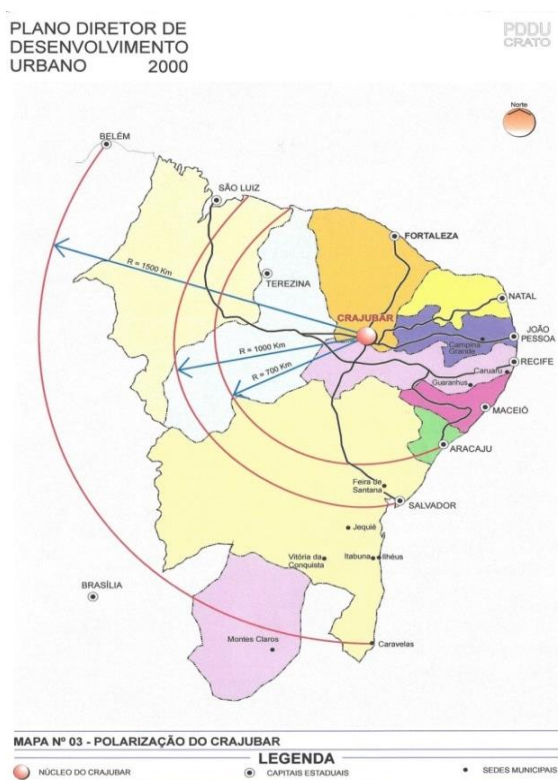 PLANO DIRETOR DE
DESENVOLVIMENTO
URBANO 2000
PDDU
CRATO
Norte
BELÉM
SÃO LUIZ
FORTALEZA
R = 1500 Km
TEREZINA
NATAL
CRAJUBAR
JOÃO
PESSOA
Campina
Grande
R = 1000 Km
RECIFE
Caruaru
R = 700 Km
Guaranhus
MACEIÓ
ARACAJU
Feira de
Santana
SALVADOR
Jequié
Vitória da
Conquista
Itabuna
Ilhéus
BRASÍLIA
Montes Claros
Caravelas
MAPA Nº 03 - POLARIZAÇÃO DO CRAJUBAR
LEGENDA
NÚCLEO DO CRAJUBAR
CAPITAIS ESTADUAIS
SEDES MUNICIPAIS